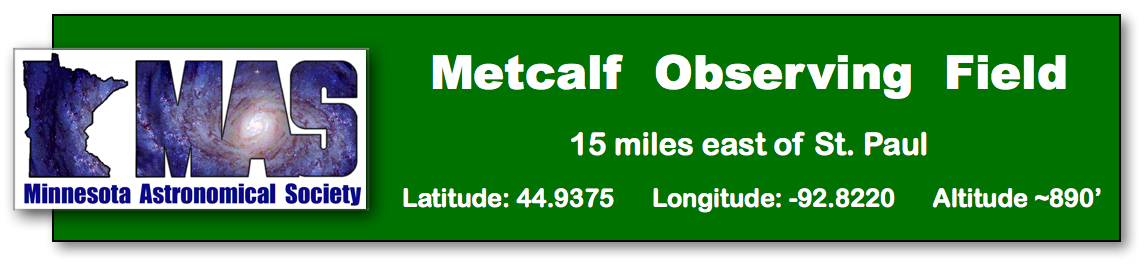 MAS
Minnesota Astronomical Society
Metcalf Observing Field
15 miles east of St. Paul
Latitude: 44.9375 Longitude: -92.8220 Altitude ~890’